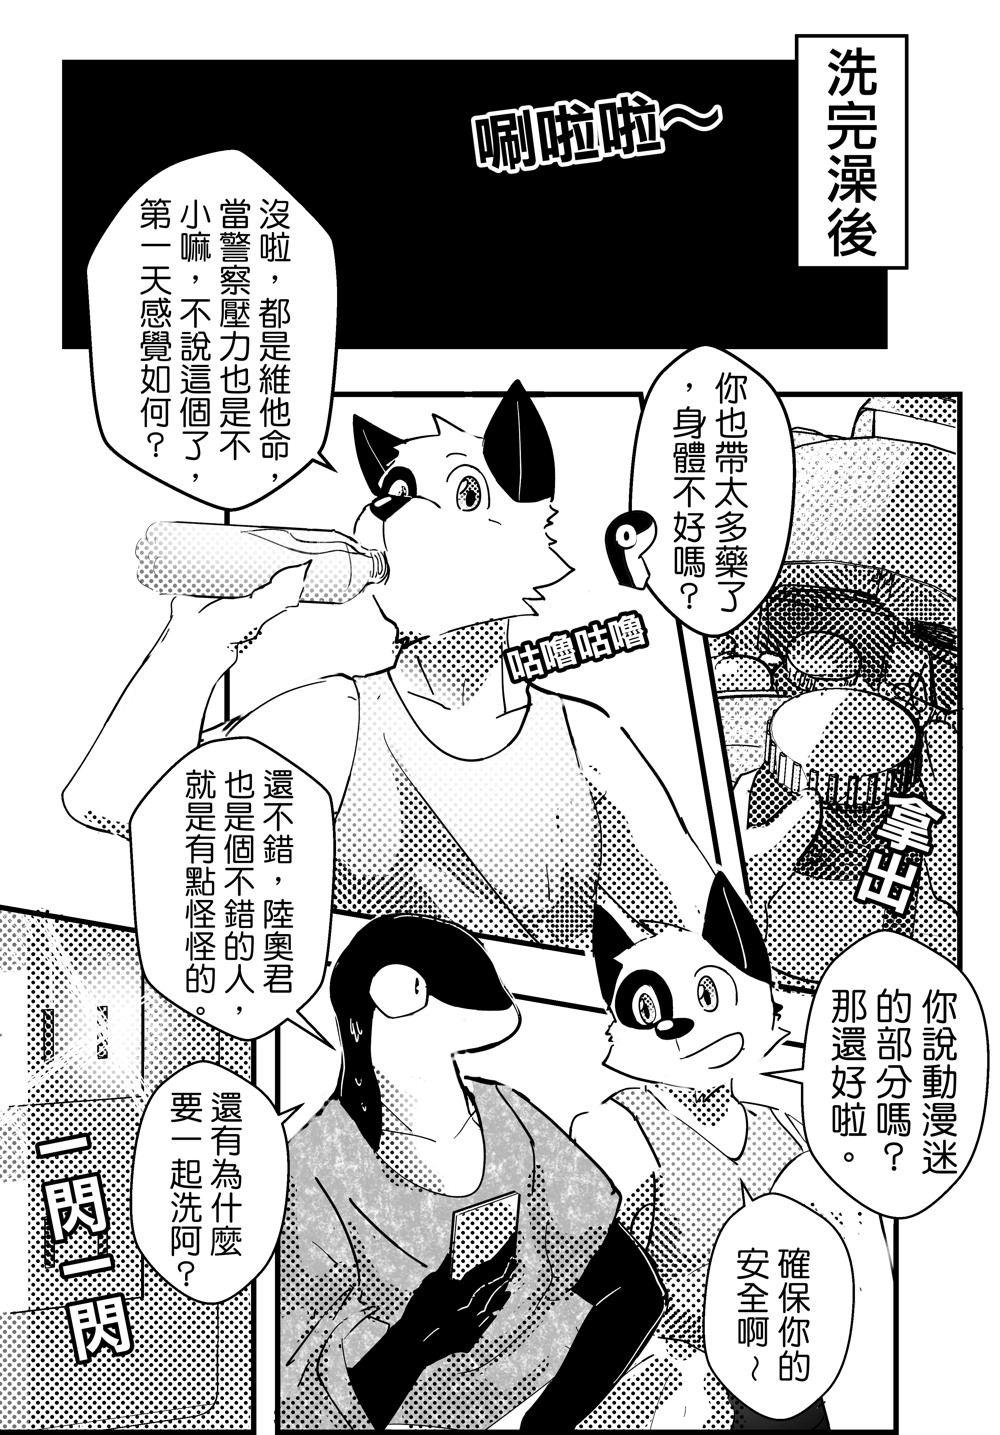 洗完澡後
唰啦啦～
你也帶太多藥了
，身體不好嗎？
沒啦，都是維他命，
當警察壓力也是不
小嘛，不說這個了，
第一天感覺如何？
咕嚕咕嚕
拿出
還不錯，陸奧君
也是個不錯的人，
就是有點怪怪的。
你說動漫迷
的部分嗎？
那還好啦。
還有為什麼
要一起洗阿？
確保你的
安全啊～
一閃一閃